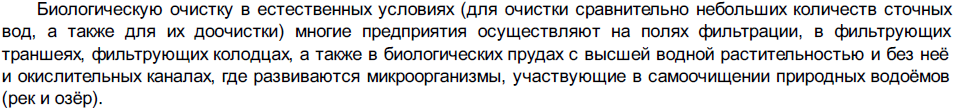 Биологическую очистку в естественных условиях (для очистки сравнительно небольших количеств сточных
вод, а также для их доочистки) многие предприятия осуществляют на полях фильтрации, в фильтрующих
траншеях, фильтрующих колодцах, а также в биологических прудах с высшей водной растительностью и без неё
и окислительных каналах, где развиваются микроорганизмы, участвующие в самоочищении природных водоёмов
(рек и озёр).